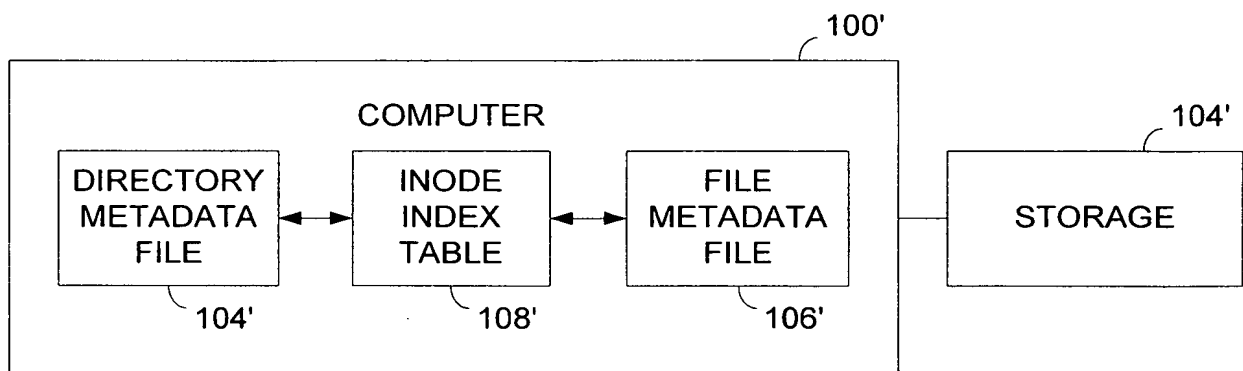 100'
COMPUTER
104'
DIRECTORY
METADATA
FILE
INODE
INDEX
TABLE
FILE
METADATA
FILE
STORAGE
104'
108'
106'